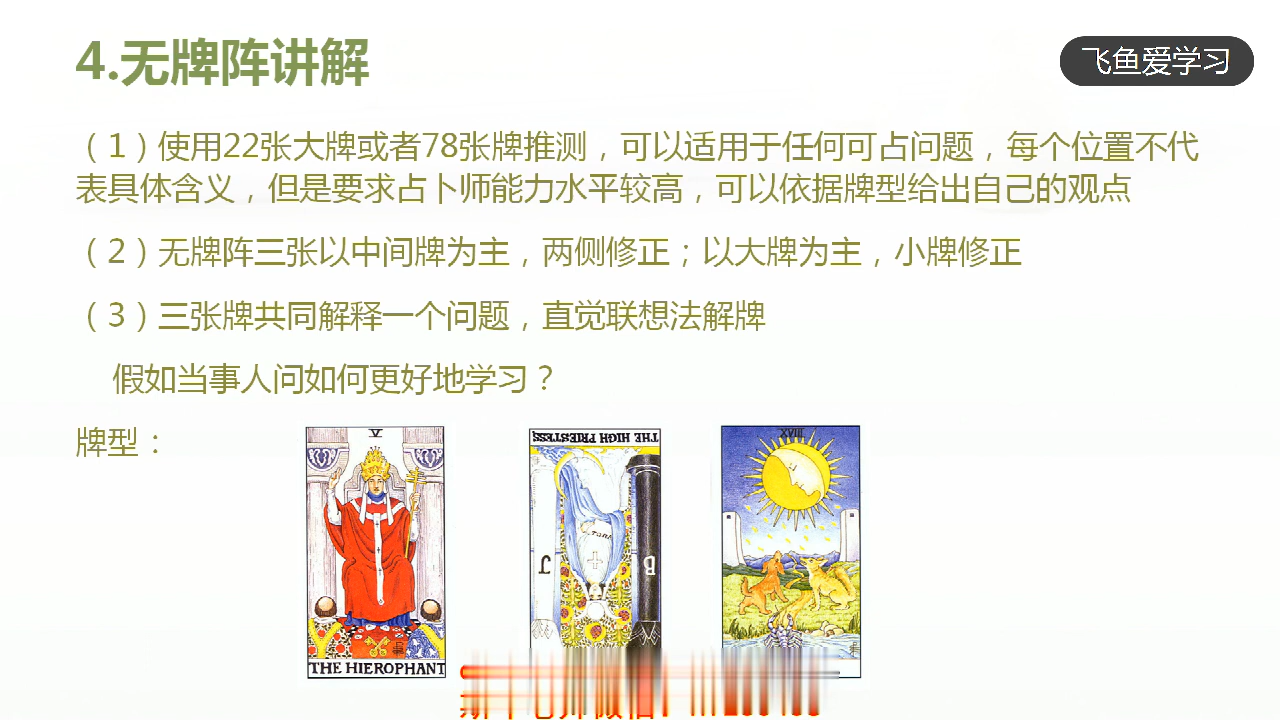 4.无牌阵讲解
飞鱼爱学习
（1）使用22张大牌或者78张牌推测，可以适用于任何可占问题，每个位置不代
表具体含义，但是要求占卜师能力水平较高，可以依据牌型给出自己的观点
（2）无牌阵三张以中间牌为主，两侧修正；以大牌为主，小牌修正
（3）三张牌共同解释一个问题，直觉联想法解牌
假如当事人问如何更好地学习？
牌型：
V
THE HIEROPHANT
THE HIGH PRIESTESS
B
J
XVIII